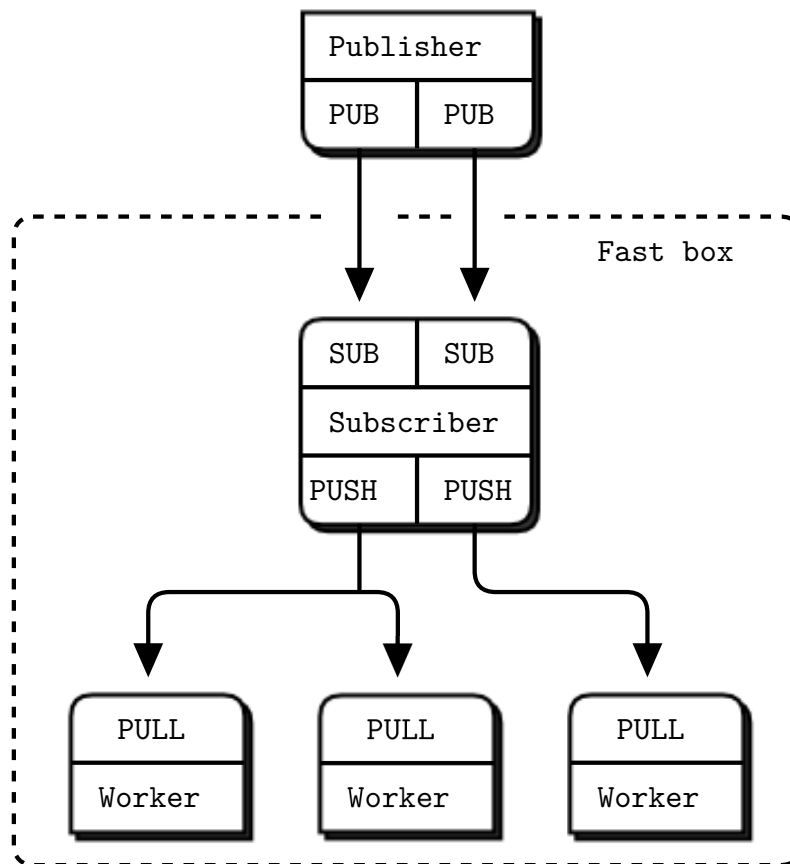 Publisher
PUB PUB
Fast box
SUB SUB
Subscriber
PUSH PUSH
PULL PULL PULL
Worker Worker Worker